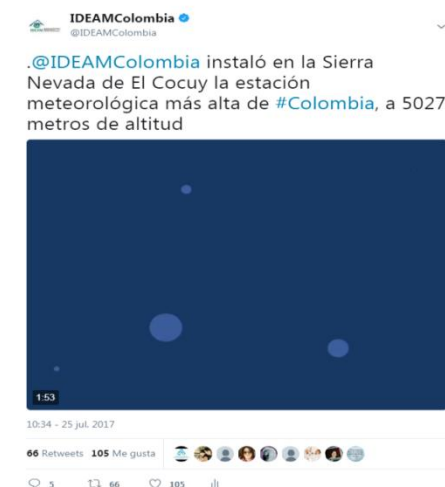 IDEAMColombia
@IDEAMColombia
.@IDEAMColombia instaló en la Sierra
Nevada de El Cocuy la estación
meteorológica más alta de #Colombia, a 5027
metros de altitud
1:53
10:34 - 25 jul. 2017
66 Retweets 105 Me gusta
5 66 105